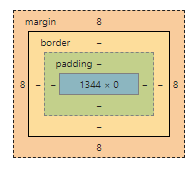 margin 8
border –
padding –
8 – – 1344 × 0 – – 8
–
–
8